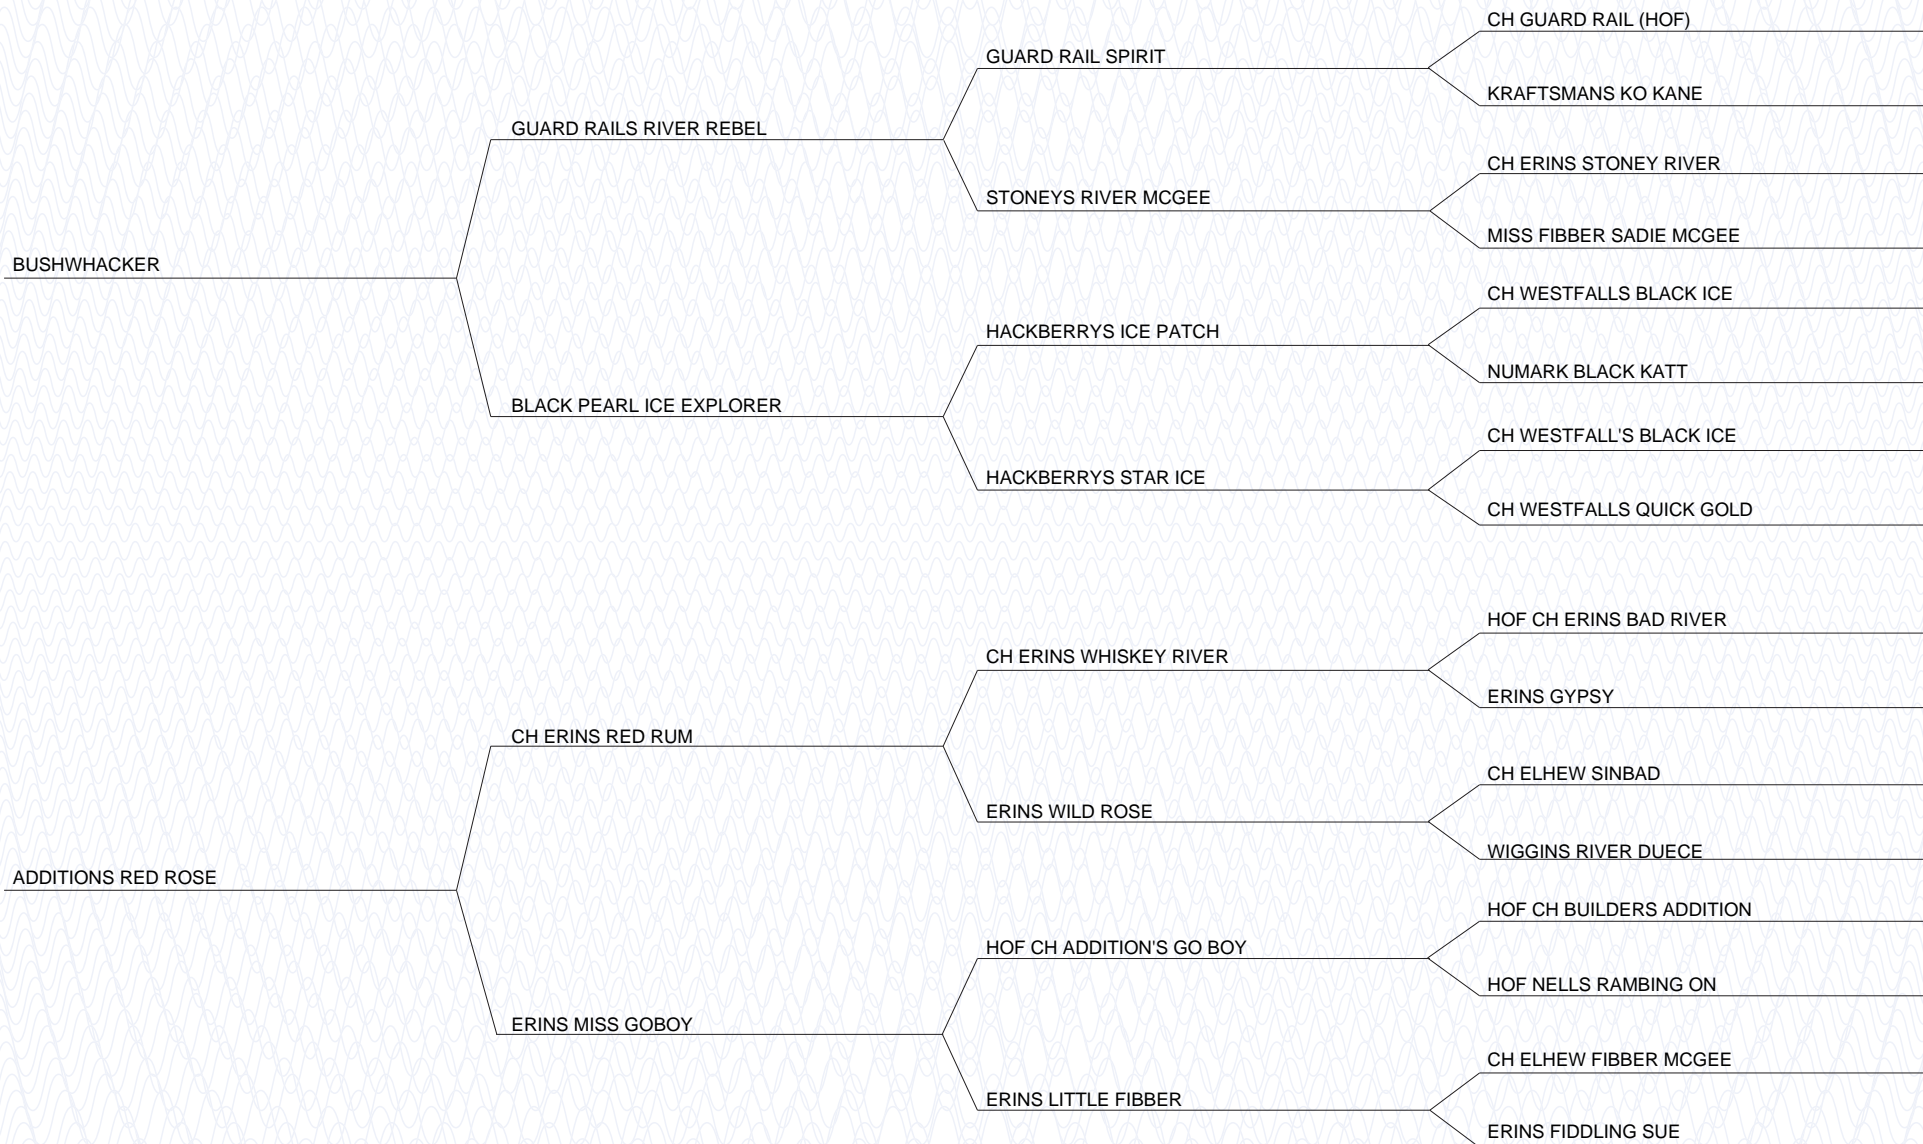 CH GUARD RAIL (HOF)
GUARD RAIL SPIRIT
KRAFTSMANS KO KANE
GUARD RAILS RIVER REBEL
CH ERINS STONEY RIVER
STONEYS RIVER MCGEE
MISS FIBBER SADIE MCGEE
BUSHWHACKER
CH WESTFALLS BLACK ICE
HACKBERRYS ICE PATCH
NUMARK BLACK KATT
BLACK PEARL ICE EXPLORER
CH WESTFALL'S BLACK ICE
HACKBERRYS STAR ICE
CH WESTFALLS QUICK GOLD
HOF CH ERINS BAD RIVER
CH ERINS WHISKEY RIVER
ERINS GYPSY
CH ERINS RED RUM
CH ELHEW SINBAD
ERINS WILD ROSE
WIGGINS RIVER DUECE
ADDITIONS RED ROSE
HOF CH BUILDERS ADDITION
HOF CH ADDITION'S GO BOY
HOF NELLS RAMBING ON
ERINS MISS GOBOY
CH ELHEW FIBBER MCGEE
ERINS LITTLE FIBBER
ERINS FIDDLING SUE